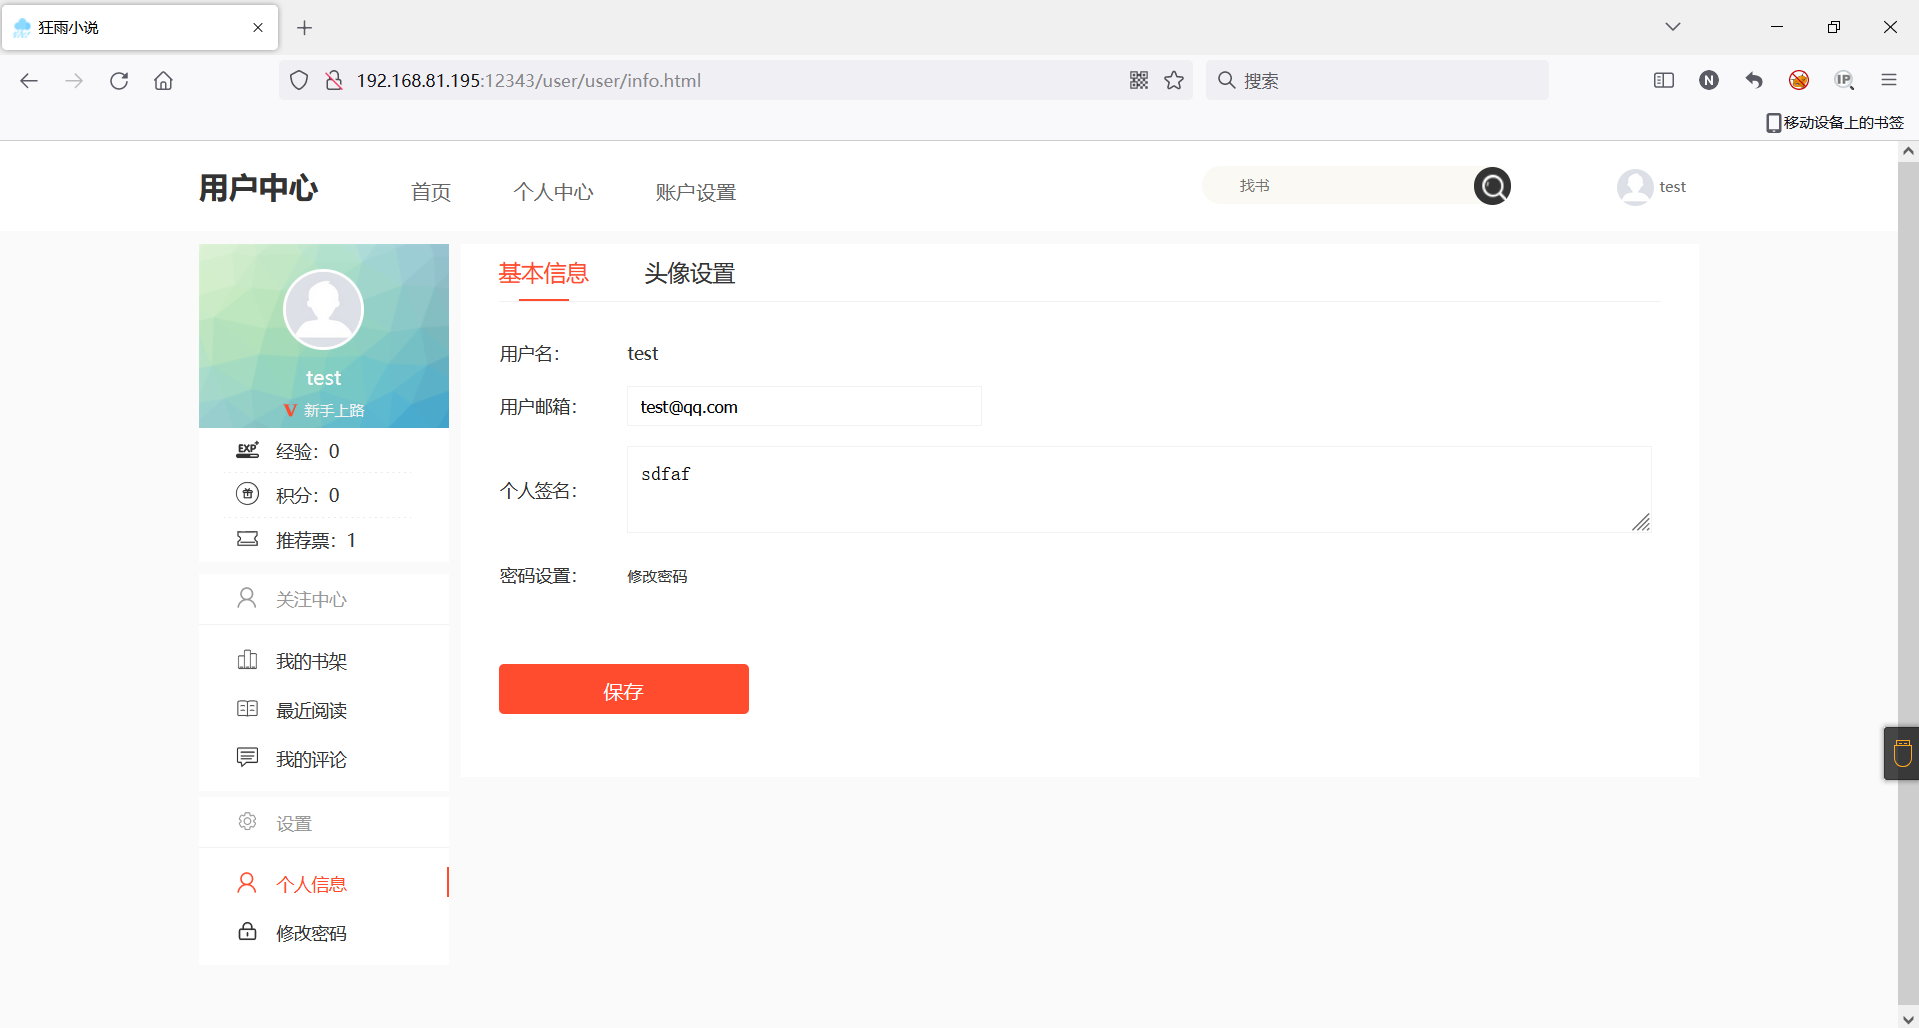 狂雨小说
192.168.81.195:12343/user/user/info.html
搜索
移动设备上的书签
用户中心
首页
个人中心
账户设置
找书
test
test
V 新手上路
EXP 经验：0
积分：0
推荐票：1
关注中心
我的书架
最近阅读
我的评论
设置
个人信息
修改密码
基本信息
头像设置
用户名： test
用户邮箱： test@qq.com
个人签名： sdfaf
密码设置： 修改密码
保存
N
IP